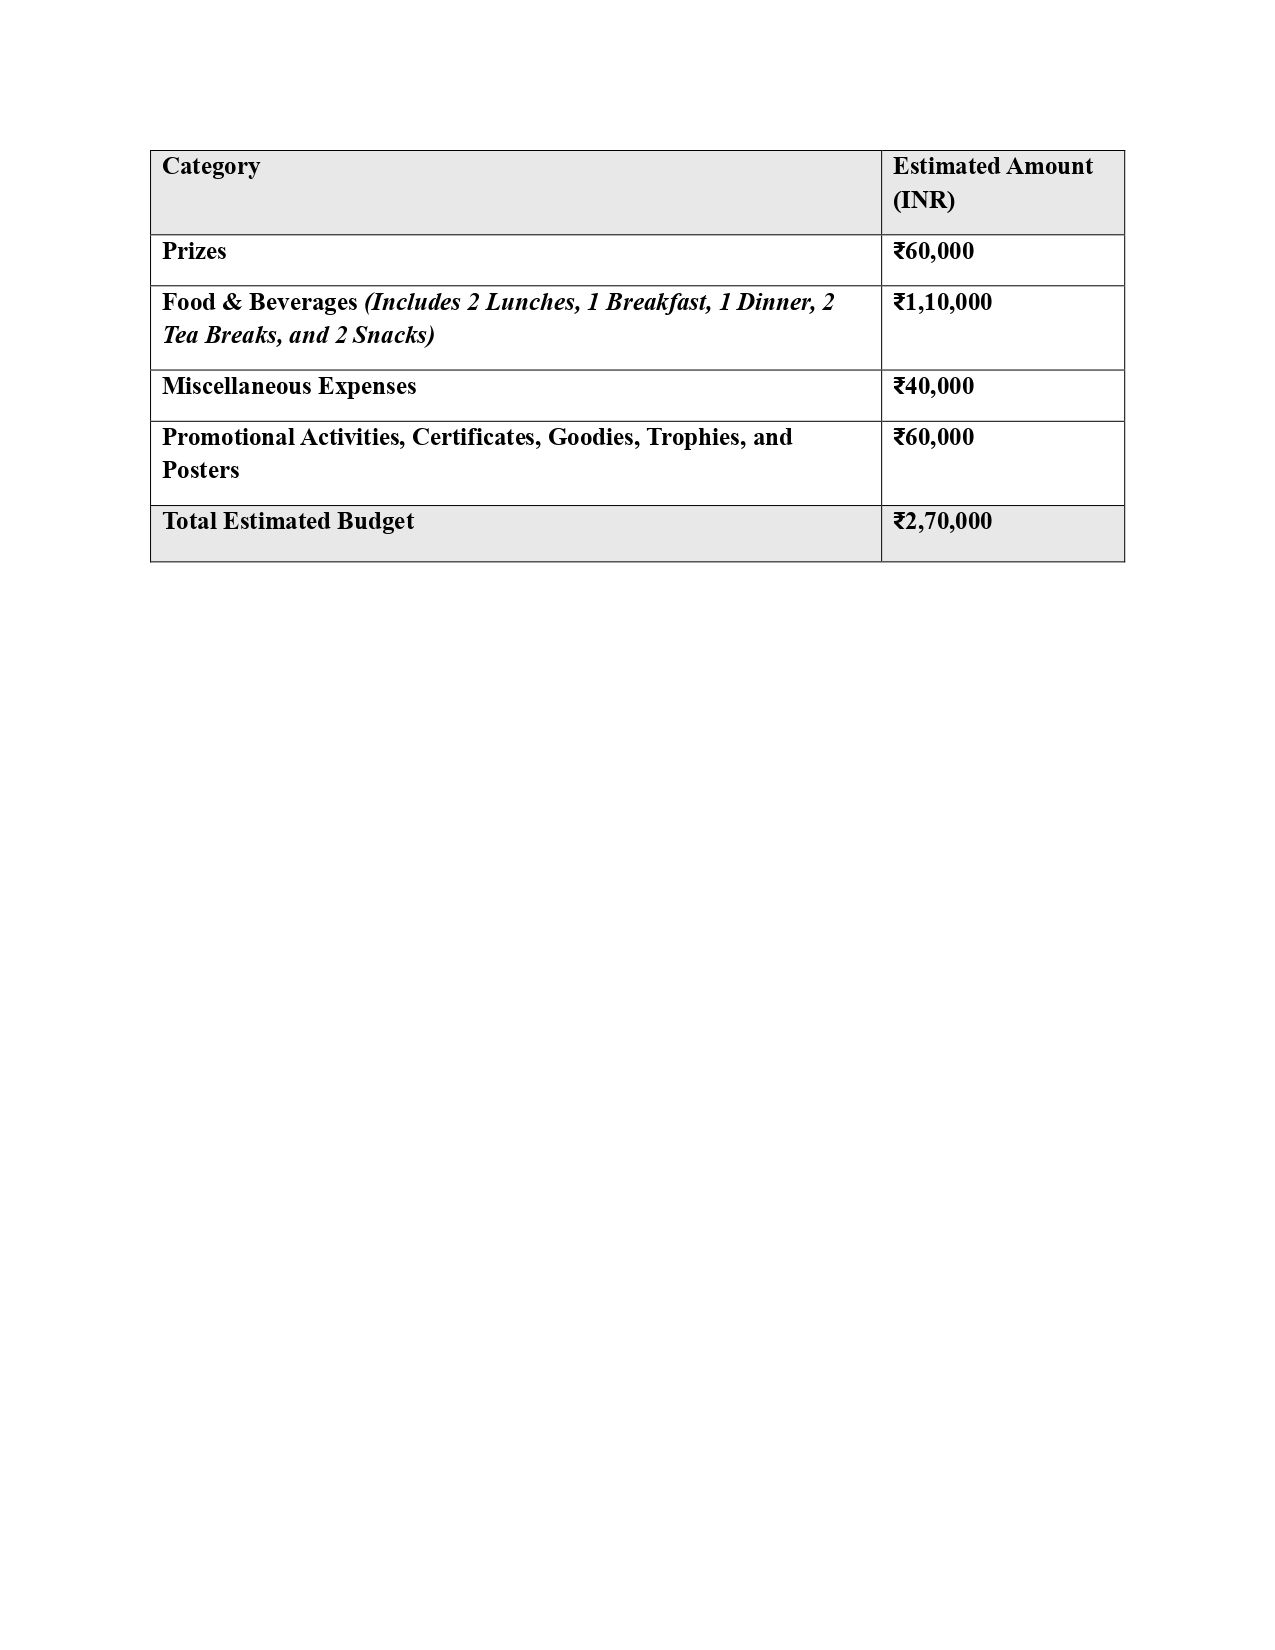 Category
Estimated Amount
(INR)
Prizes
₹60,000
Food & Beverages (Includes 2 Lunches, 1 Breakfast, 1 Dinner, 2
Tea Breaks, and 2 Snacks)
₹1,10,000
Miscellaneous Expenses
₹40,000
Promotional Activities, Certificates, Goodies, Trophies, and
Posters
₹60,000
Total Estimated Budget
₹2,70,000